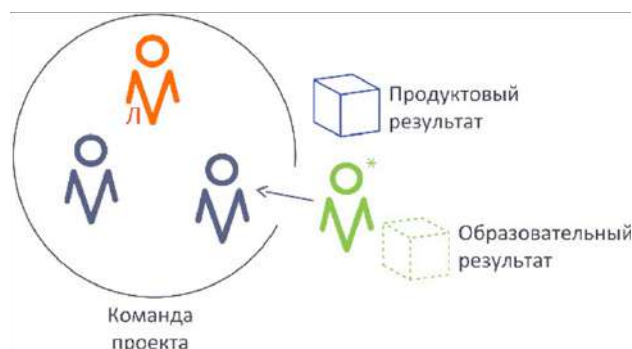 Л
Продуктовый
результат
*
Образовательный
результат
Команда
проекта